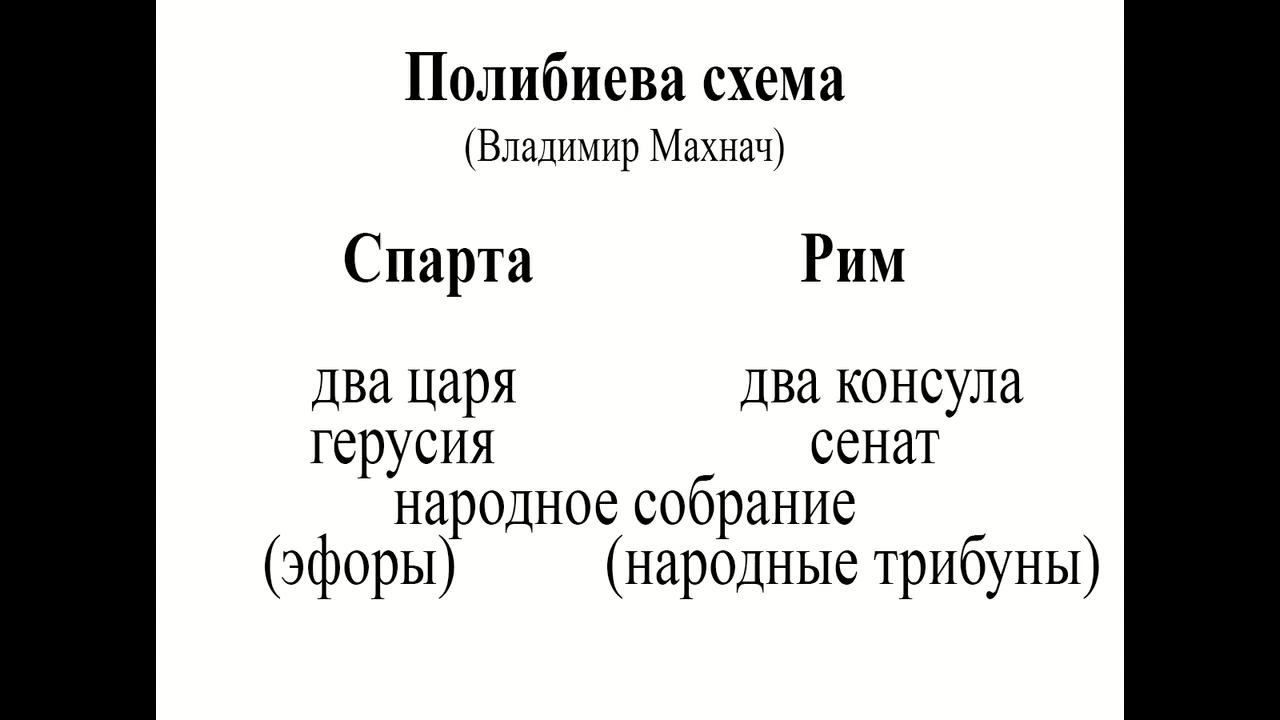 Полибиева схема
(Владимир Махнач)
Спарта Рим
два царя два консула
герусия сенат
народное собрание
(эфоры) (народные трибуны)